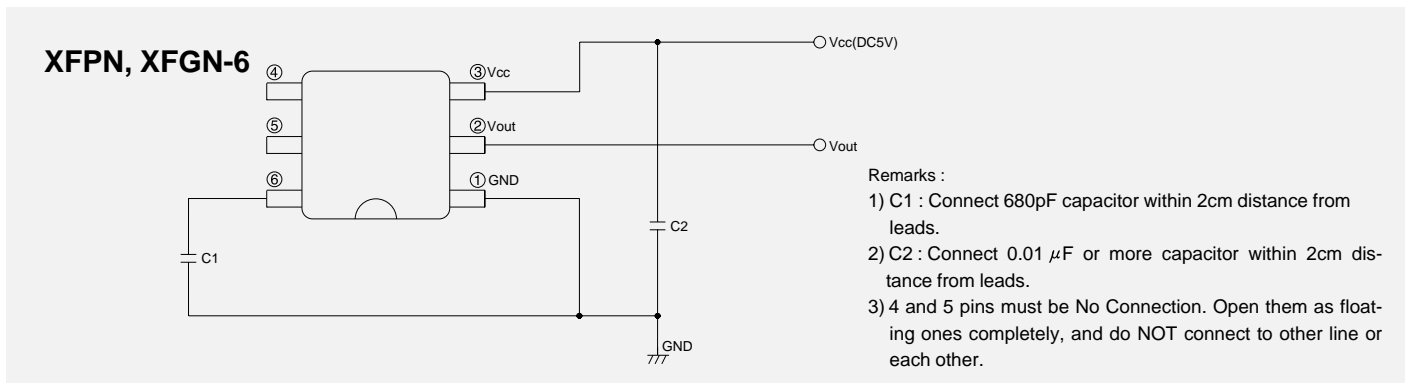 XFPN, XFGN-6
④
③Vcc
Vcc(DC5V)
⑤
②Vout
Vout
⑥
①GND
C1
C2
GND
Remarks :
1) C1 : Connect 680pF capacitor within 2cm distance from
leads.
2) C2 : Connect 0.01 μF or more capacitor within 2cm dis-
tance from leads.
3) 4 and 5 pins must be No Connection. Open them as float-
ing ones completely, and do NOT connect to other line or
each other.